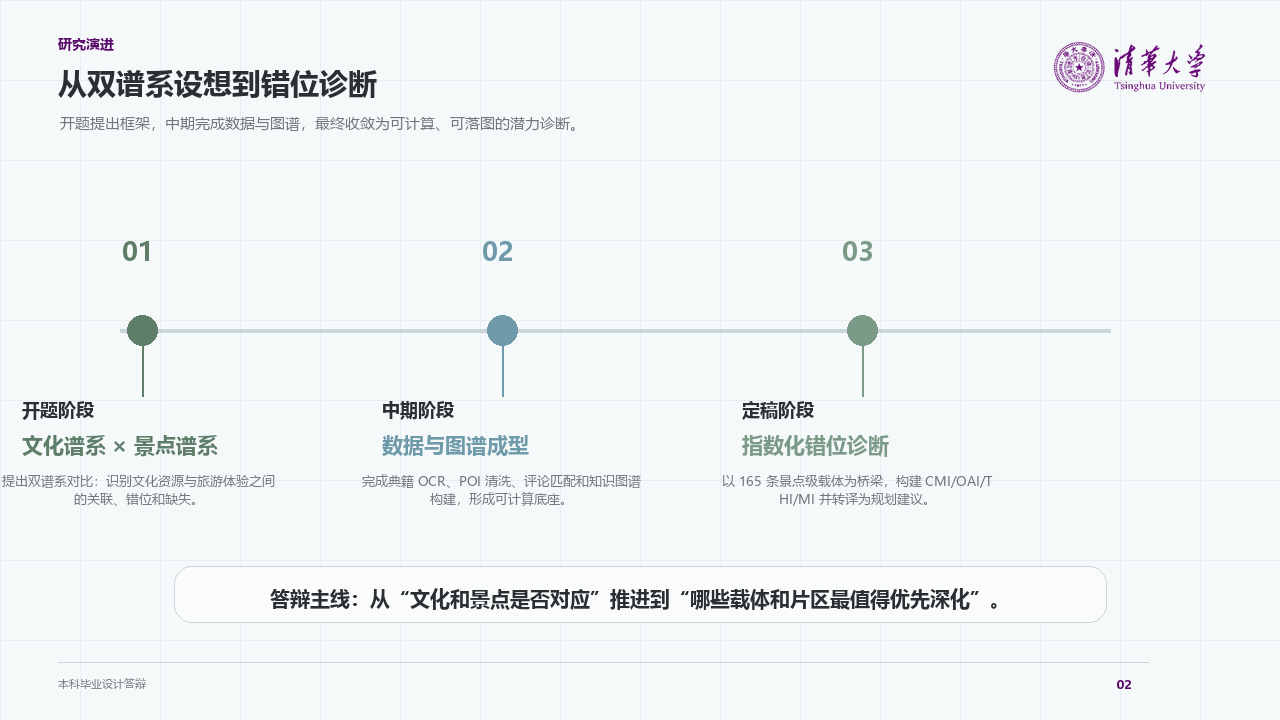 研究演进
从双谱系设想到错位诊断
开题提出框架，中期完成数据与图谱，最终收敛为可计算、可落图的潜力诊断。
清華大学
Tsinghua University
01
02
03
开题阶段
文化谱系 × 景点谱系
提出双谱系对比：识别文化资源与旅游体验之间
的关联、错位和缺失。
中期阶段
数据与图谱成型
完成典籍 OCR、POI 清洗、评论匹配和知识图谱
构建，形成可计算底座。
定稿阶段
指数化错位诊断
以 165 条景点级载体为桥梁，构建 CMI/OAI/T
HI/MI 并转译为规划建议。
答辩主线：从“文化和景点是否对应”推进到“哪些载体和片区最值得优先深化”。
本科毕业设计答辩
02